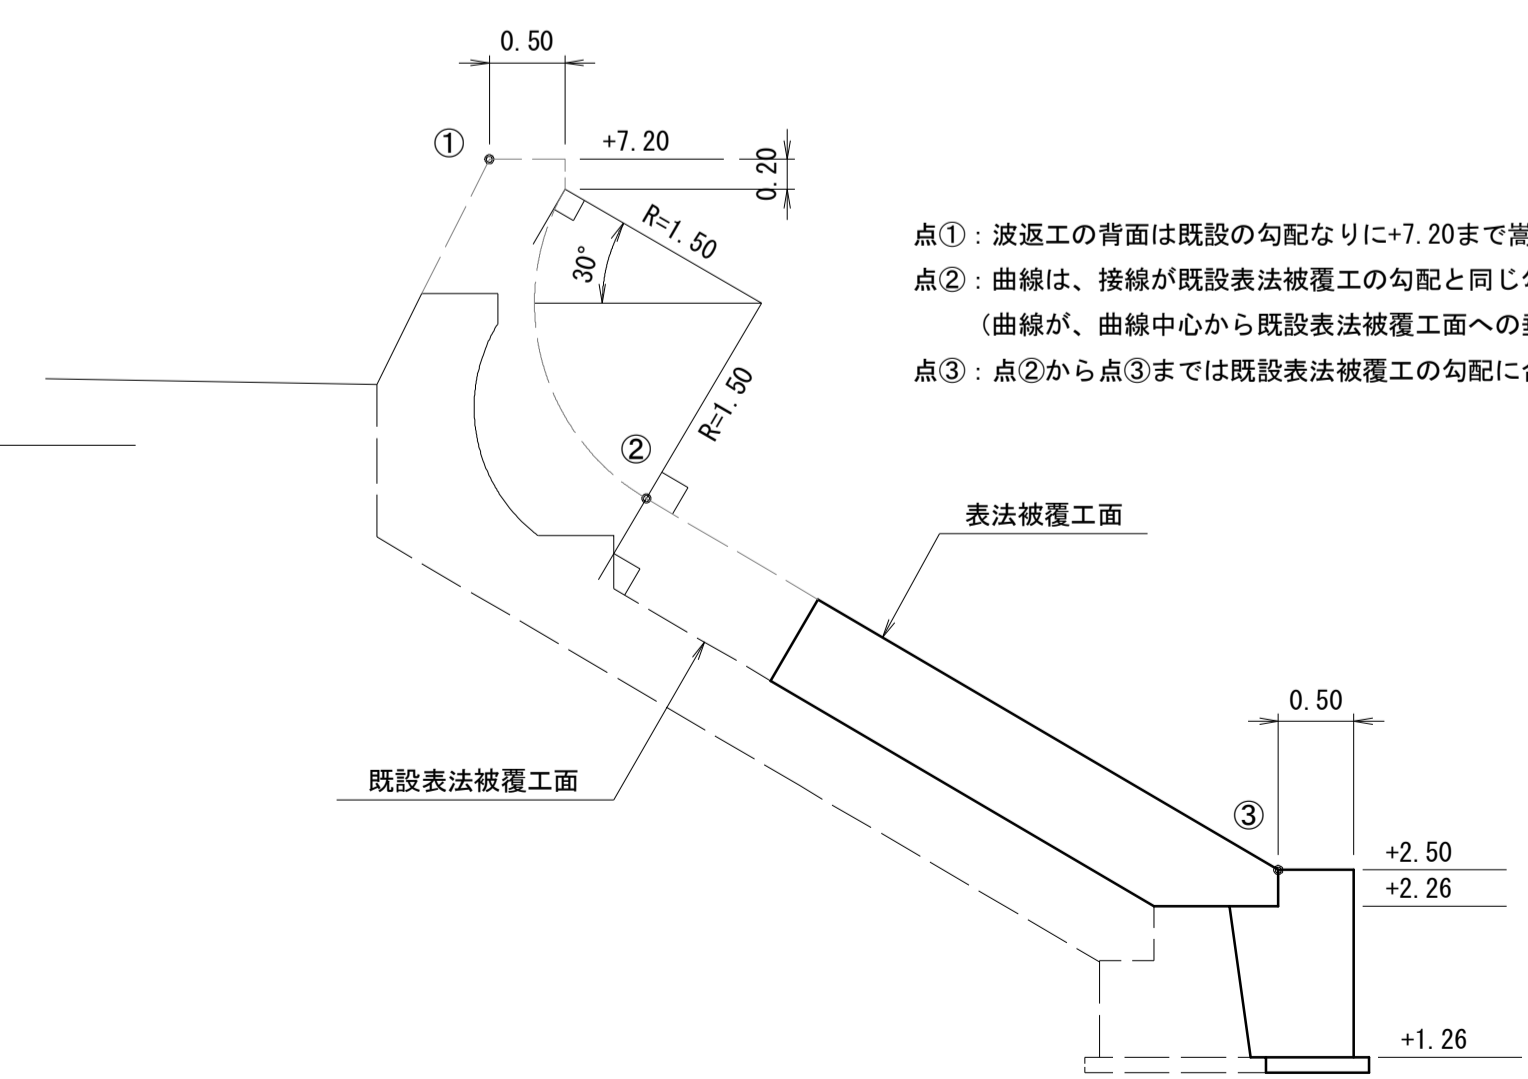 0.50
①
+7.20
0.20
R=1.50
30°
点①：波返工の背面は既設の勾配なりに+7.20まで嵩
点②：曲線は、接線が既設表法被覆工の勾配と同じ
（曲線が、曲線中心から既設表法被覆工面への
点③：点②から点③までは既設表法被覆工の勾配に
R=1.50
②
表法被覆工面
既設表法被覆工面
0.50
③
+2.50
+2.26
+1.26